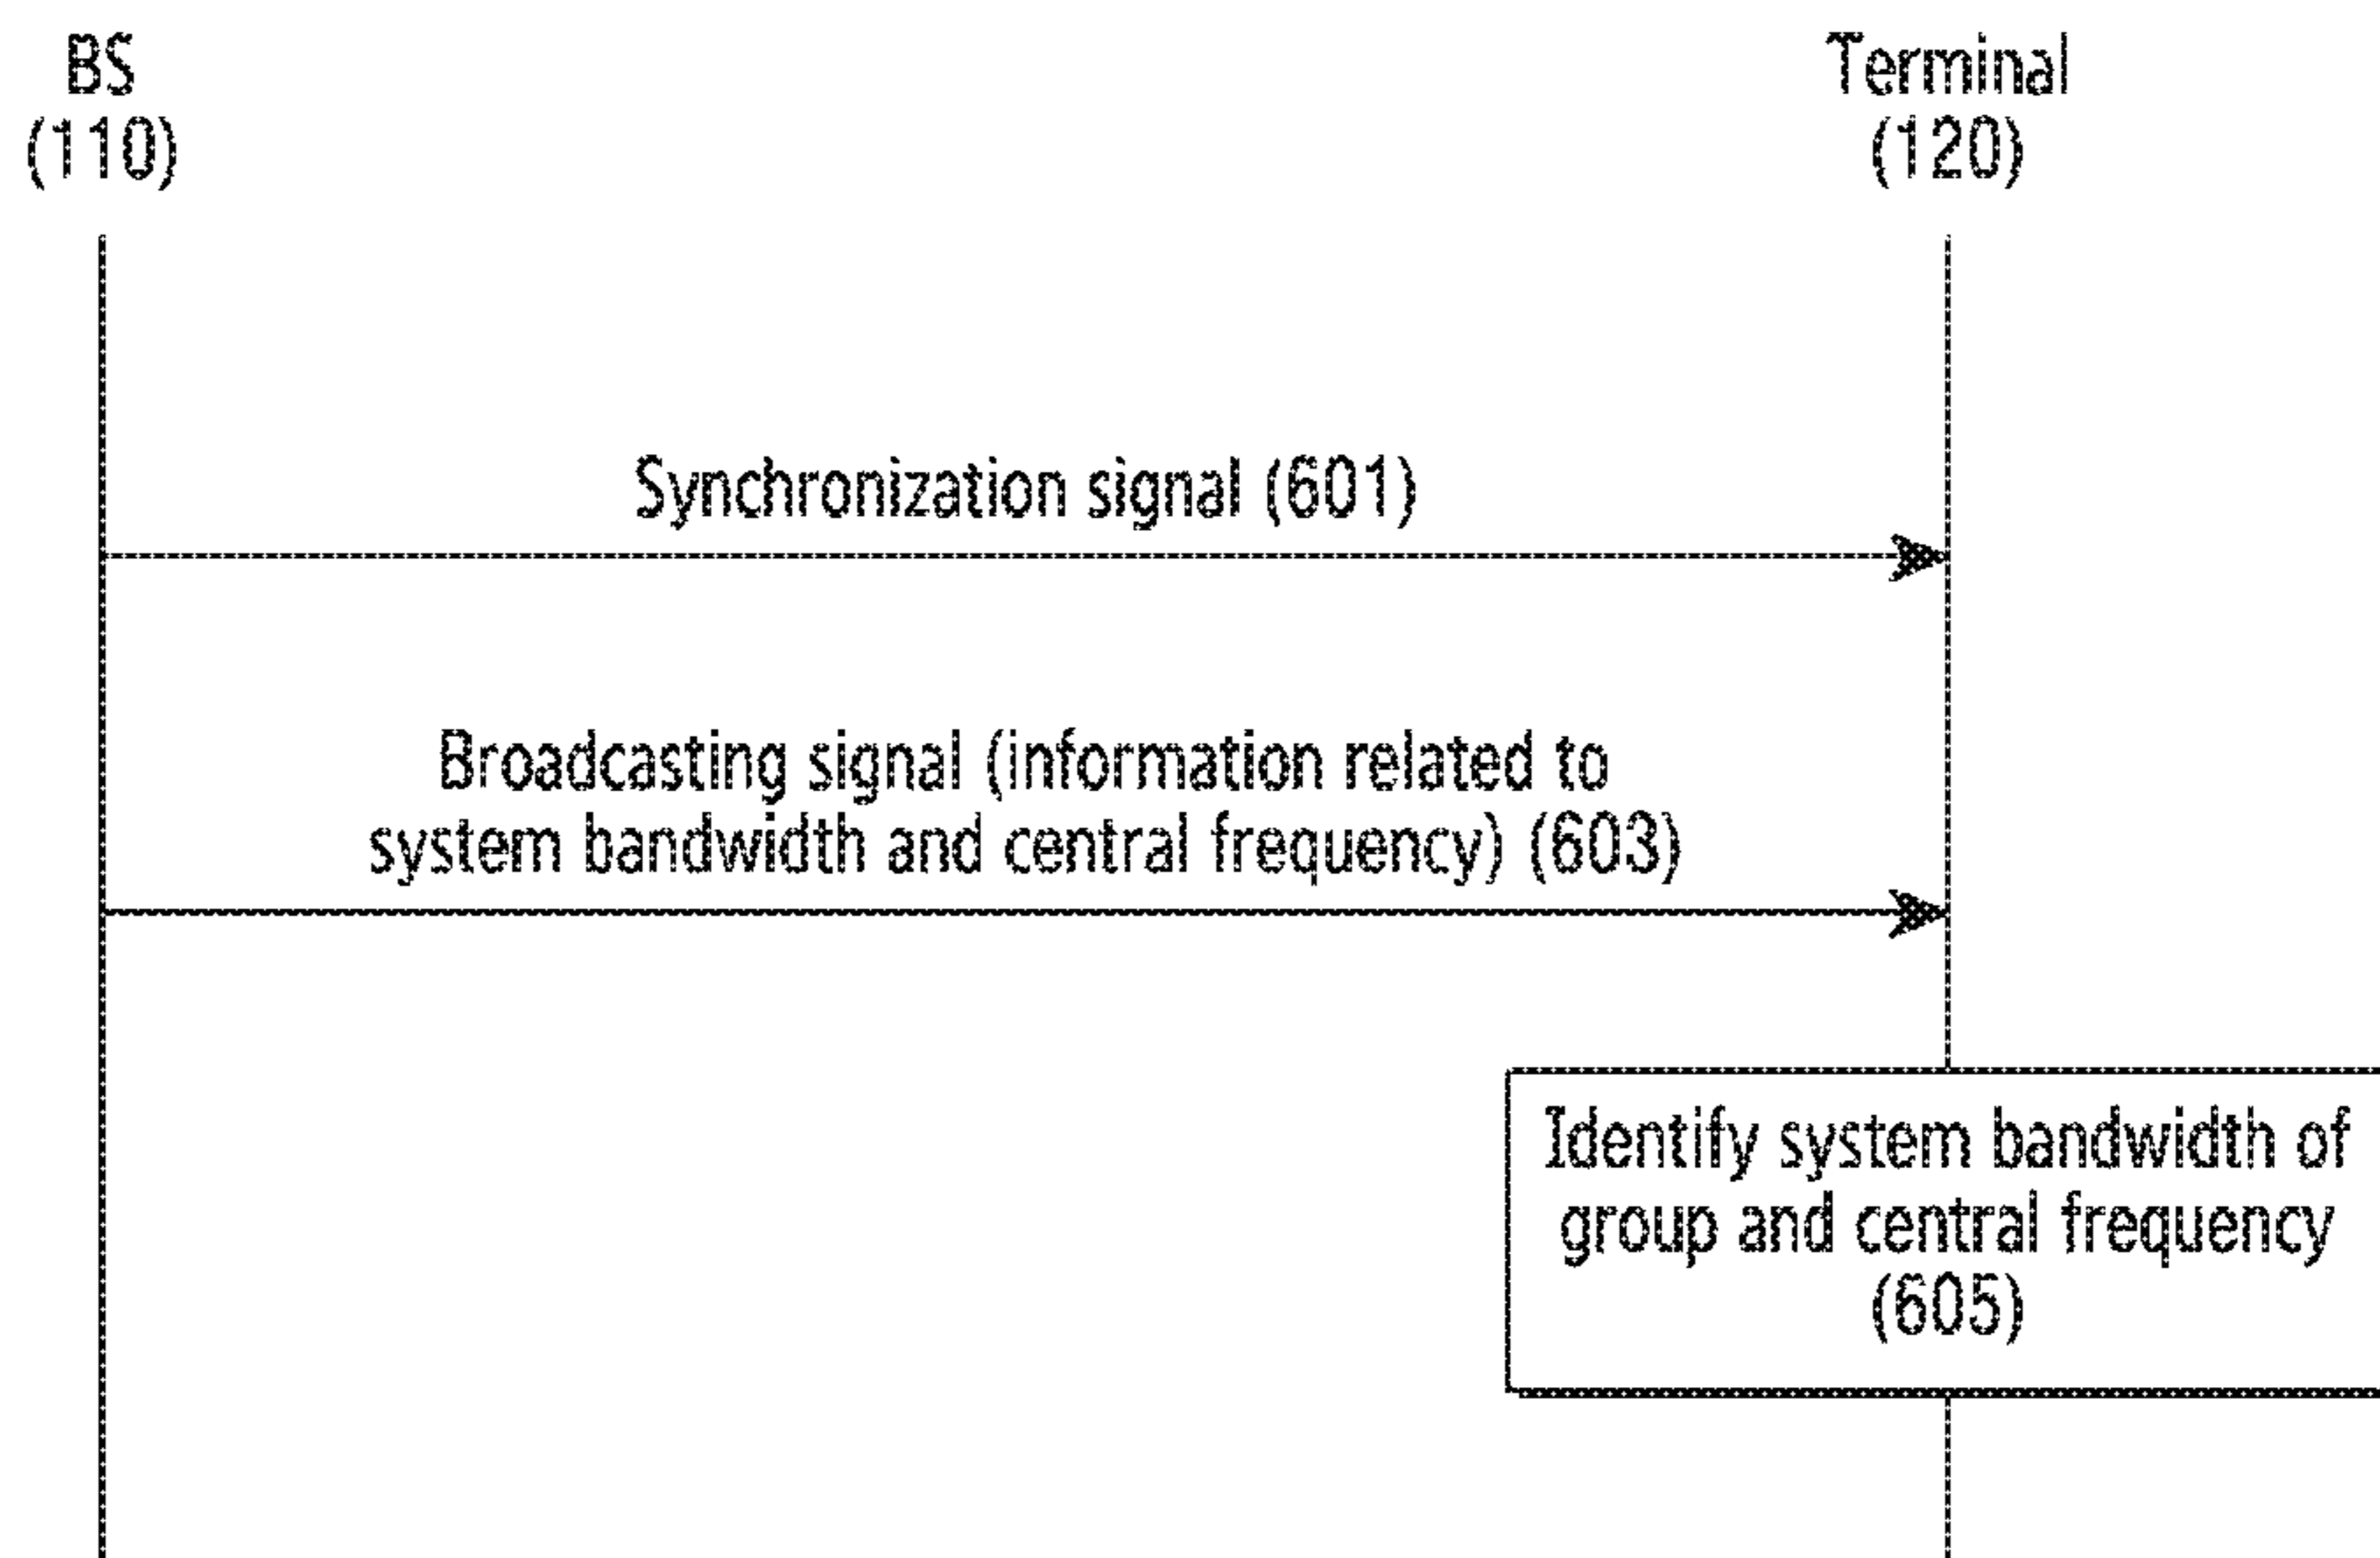 BS
(110)
Terminal
(120)
Synchronization signal (601)
Broadcasting signal (information related to
system bandwidth and central frequency) (603)
Identify system bandwidth of
group and central frequency
(605)